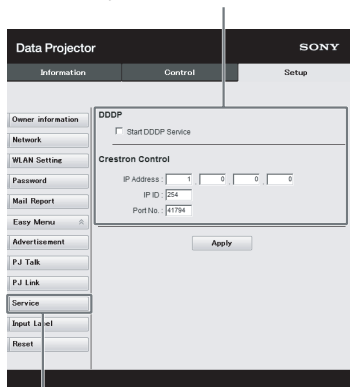 Data Projector
SONY
Information
Control
Setup
Owner information
Network
WLAN Setting
Password
Mail Report
Easy Menu
Advertisement
PJ Talk
PJ Link
Service
Input Label
Reset
DDDP
Start DDDP Service
Crestron Control
IP Address : 1 . 0 . 0 . 0
IP ID : 254
Port No. : 41794
Apply